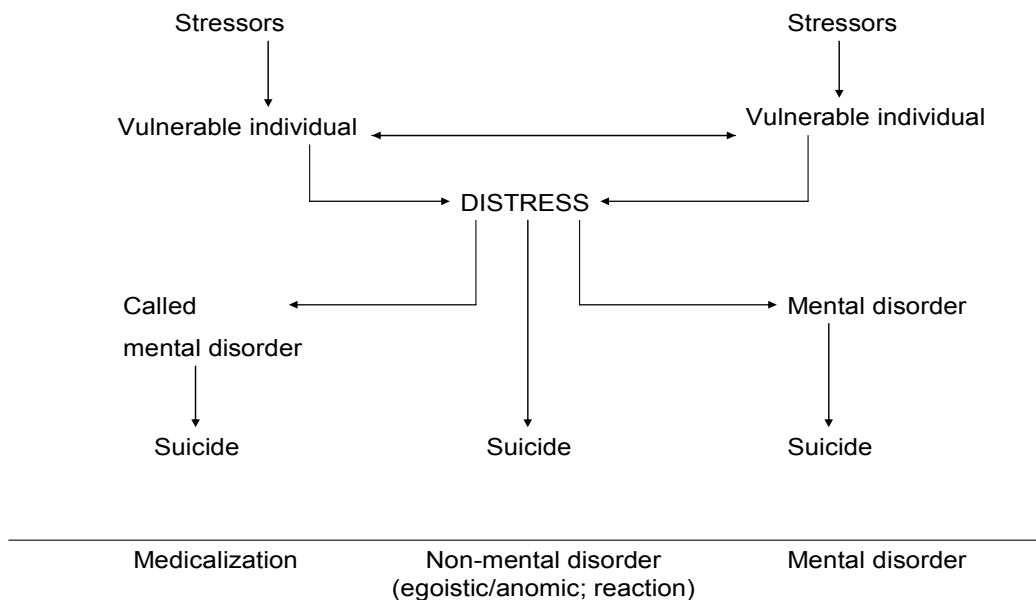 Stressors Stressors
Vulnerable individual Vulnerable individual
DISTRESS
Called Mental disorder
mental disorder
Suicide Suicide Suicide
Medicalization Non-mental disorder Mental disorder
(egoistic/anomic; reaction)